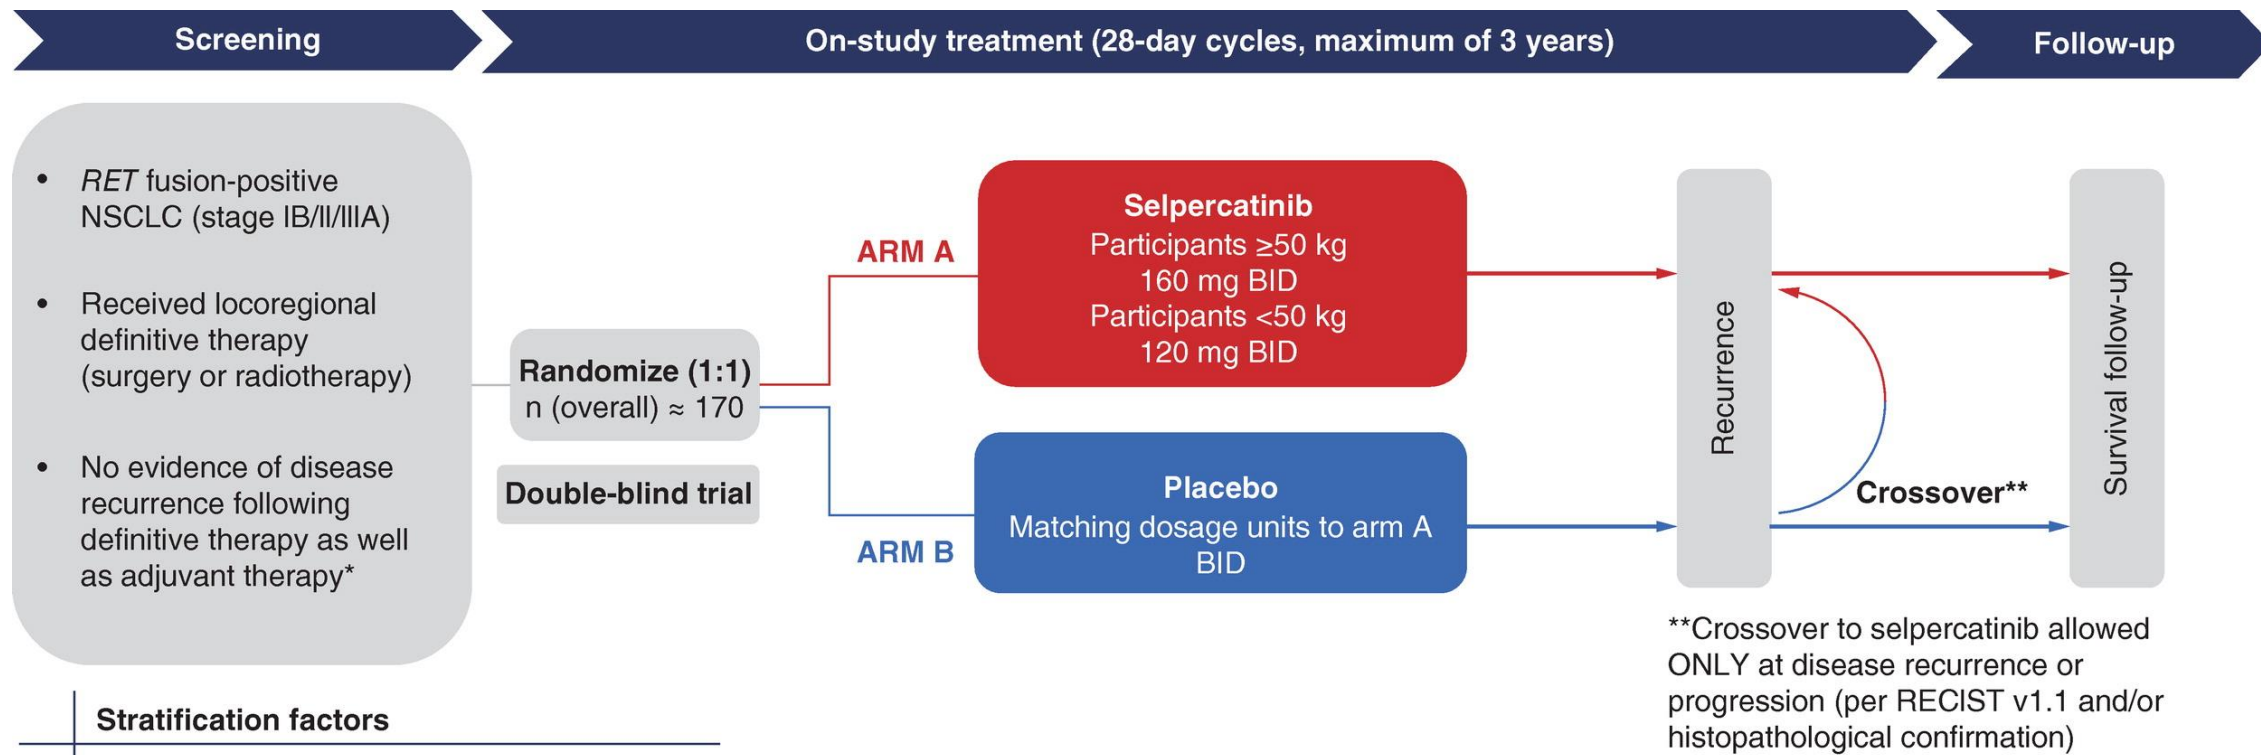 Screening
On-study treatment (28-day cycles, maximum of 3 years)
Follow-up
• RET fusion-positive
NSCLC (stage IB/II/IIIA)
• Received locoregional
definitive therapy
(surgery or radiotherapy)
• No evidence of disease
recurrence following
definitive therapy as well
as adjuvant therapy*
Randomize (1:1)
n (overall) ≈ 170
Double-blind trial
ARM A
Selpercatinib
Participants ≥50 kg
160 mg BID
Participants <50 kg
120 mg BID
ARM B
Placebo
Matching dosage units to arm A
BID
Recurrence
Crossover**
Survival follow-up
**Crossover to selpercatinib allowed
ONLY at disease recurrence or
progression (per RECIST v1.1 and/or
histopathological confirmation)
Stratification factors